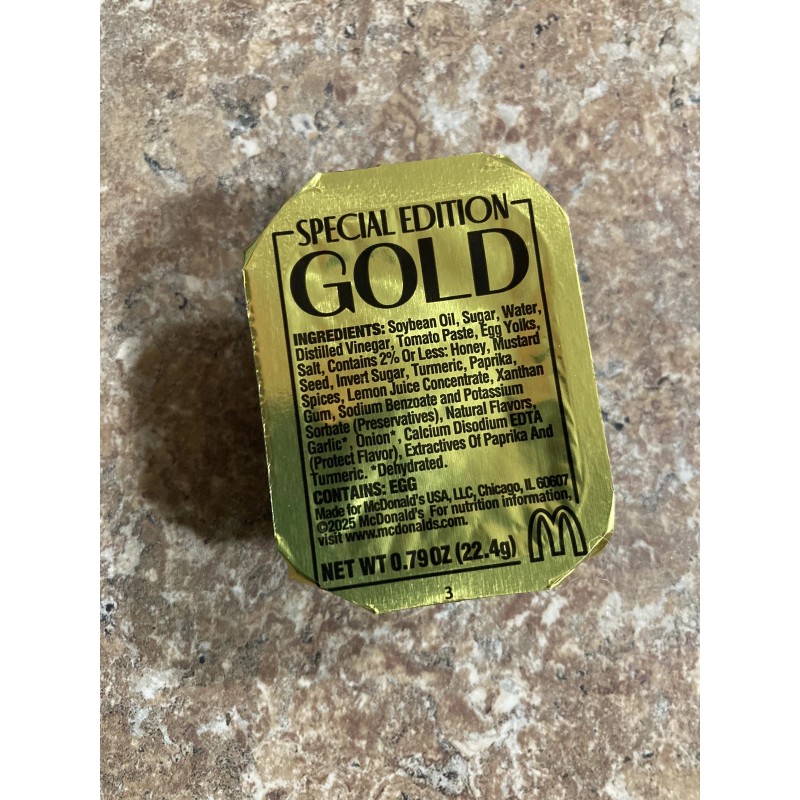 SPECIAL EDITION
GOLD
INGREDIENTS: Soybean Oil, Sugar, Water,
Distilled Vinegar, Tomato Paste, Egg Yolks,
Salt, Contains 2% Or Less: Honey, Mustard
Seed, Invert Sugar, Turmeric, Paprika,
Spices, Lemon Juice Concentrate, Xanthan
Gum, Sodium Benzoate and Potassium
Sorbate (Preservatives), Natural Flavors,
Garlic*, Onion*, Calcium Disodium EDTA
(Protect Flavor), Extractives Of Paprika And
Turmeric. *Dehydrated.
CONTAINS: EGG
Made for McDonald's USA, LLC, Chicago, IL 60607
©2025 McDonald's For nutrition information,
visit www.mcdonalds.com.
NET WT 0.79 OZ (22.4g)
3